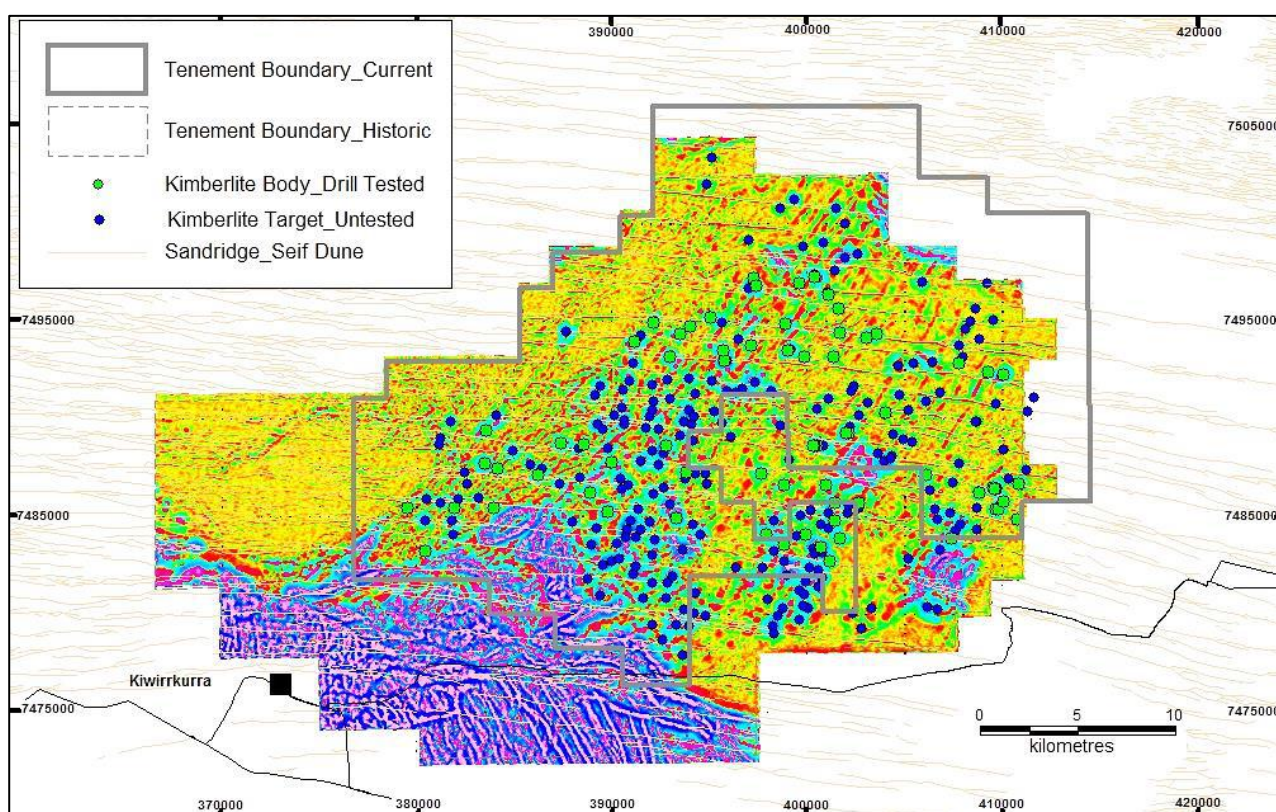 390000 400000 410000 420000
Tenement Boundary_Current
Tenement Boundary_Historic
Kimberlite Body_Drill Tested
Kimberlite Target_Untested
Sandridge_Seif Dune
7505000
7495000 7495000
7485000 7485000
Kiwirrkurra
7475000 7475000
0 5 10
kilometres
370000 380000 390000 400000 410000 420000